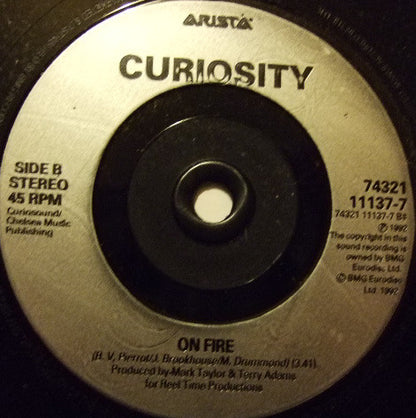 ARISTA
CURIOSITY
SIDE B
STEREO
45 RPM
Curiosound/
Chelsea Music
Publishing
74321
11137-7
74321 11137-7 B
℗ 1992
The copyright in this
sound recording is
owned by BMG
Eurodisc
Ltd.
© BMG Eurodisc
Ltd. 1992
ON FIRE
(B. V. Pierrot/J. Brookhouse/M. Drummond) (3.41)
Produced by Mark Taylor & Torry Adams
for Reel Time Productions